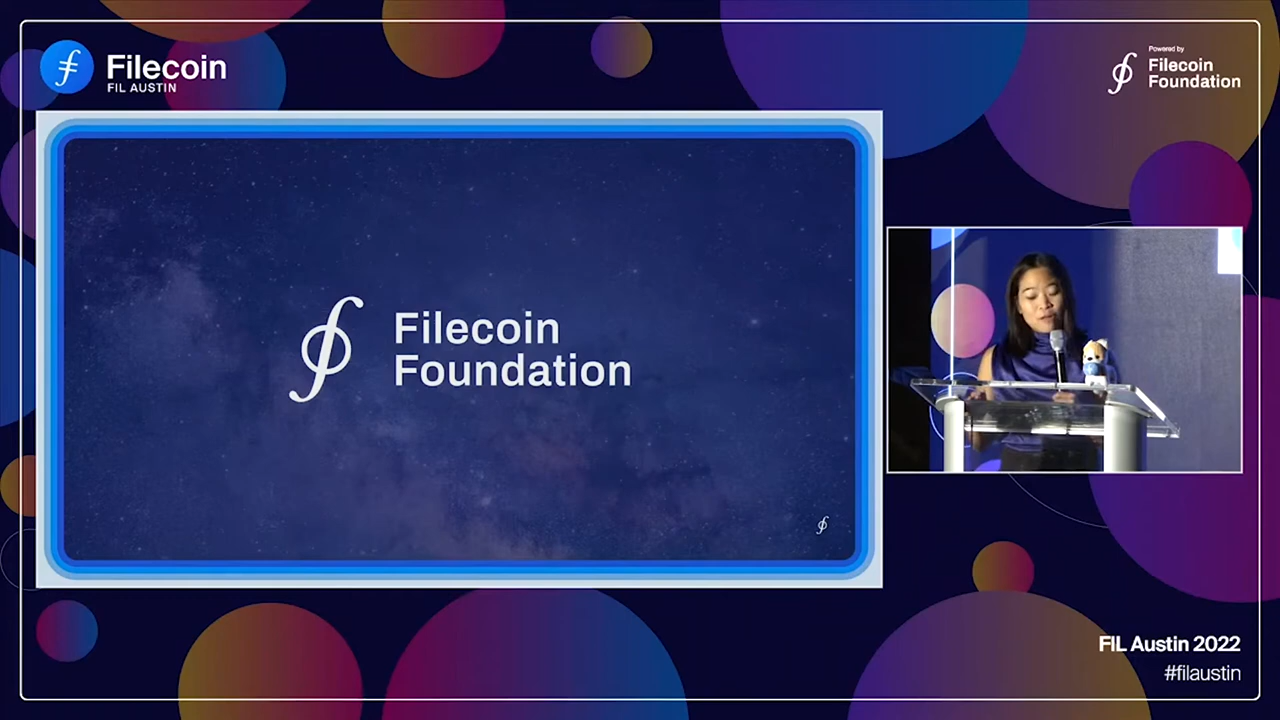 Filecoin
FIL AUSTIN
Powered by
Filecoin
Foundation
Filecoin
Foundation
FIL Austin 2022
#filaustin